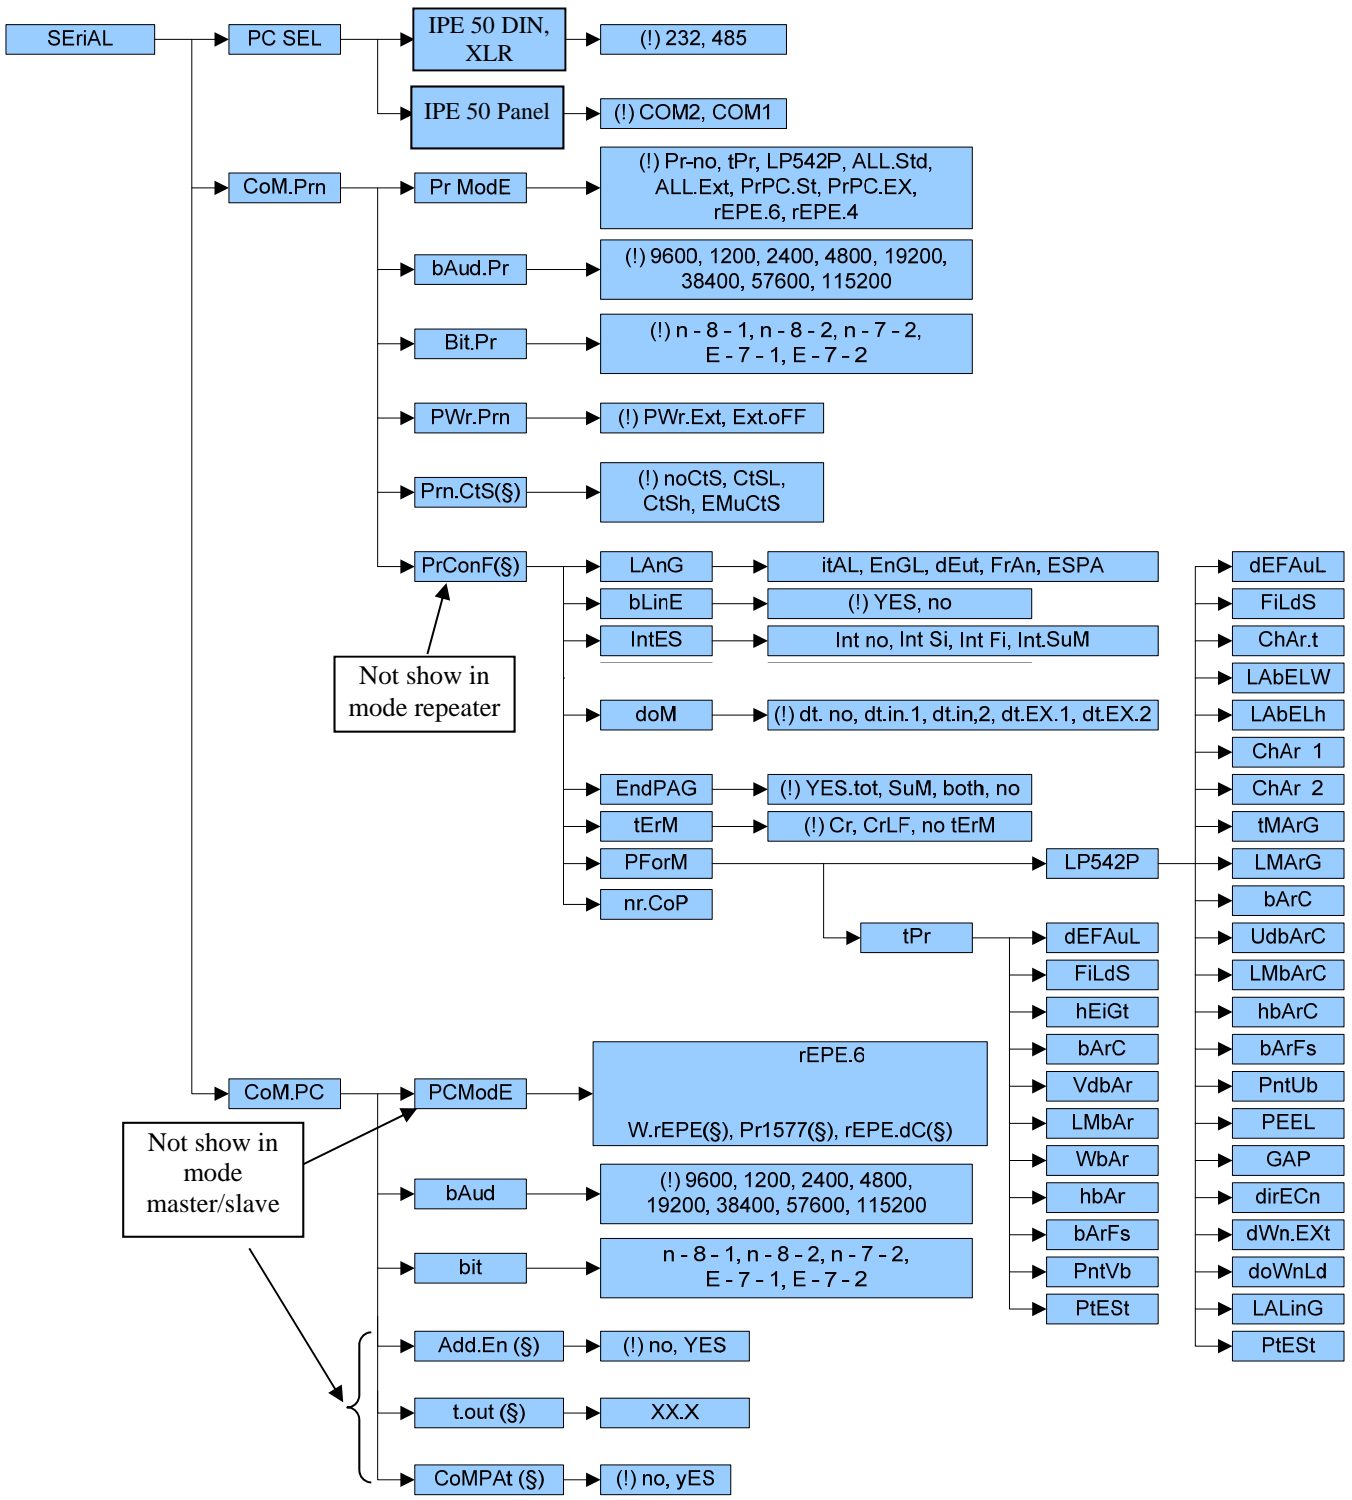 SEriAL
PC SEL
IPE 50 DIN,
XLR
(!) 232, 485
IPE 50 Panel
(!) COM2, COM1
CoM.Prn
Pr ModE
(!) Pr-no, tPr, LP542P, ALL.Std,
ALL.Ext, PrPC.St, PrPC.EX,
rEPE.6, rEPE.4
bAud.Pr
(!) 9600, 1200, 2400, 4800, 19200,
38400, 57600, 115200
Bit.Pr
(!) n - 8 - 1, n - 8 - 2, n - 7 - 2,
E - 7 - 1, E - 7 - 2
PWr.Prn
(!) PWr.Ext, Ext.oFF
Prn.CtS(§)
(!) noCtS, CtSL,
CtSh, EMuCtS
PrConF(§)
Not show in
mode repeater
LAnG
itAL, EnGL, dEut, FrAn, ESPA
bLinE
(!) YES, no
IntES
Int no, Int Si, Int Fi, Int.SuM
doM
(!) dt. no, dt.in.1, dt.in,2, dt.EX.1, dt.EX.2
EndPAG
(!) YES.tot, SuM, both, no
tErM
(!) Cr, CrLF, no tErM
PForM
nr.CoP
LP542P
dEFAuL
FiLdS
ChAr.t
LAbELW
LAbELh
ChAr 1
ChAr 2
tMArG
LMArG
bArC
UdbArC
LMbArC
hbArC
bArFs
PntUb
PEEL
GAP
dirECn
dWn.EXt
doWnLd
LALinG
PtESt
tPr
dEFAuL
FiLdS
hEiGt
bArC
VdbAr
LMbAr
WbAr
hbAr
bArFs
PntVb
PtESt
CoM.PC
Not show in
mode
master/slave
PCModE
rEPE.6
W.rEPE(§), Pr1577(§), rEPE.dC(§)
bAud
(!) 9600, 1200, 2400, 4800,
19200, 38400, 57600, 115200
bit
n - 8 - 1, n - 8 - 2, n - 7 - 2,
E - 7 - 1, E - 7 - 2
Add.En (§)
(!) no, YES
t.out (§)
XX.X
CoMPAt (§)
(!) no, yES